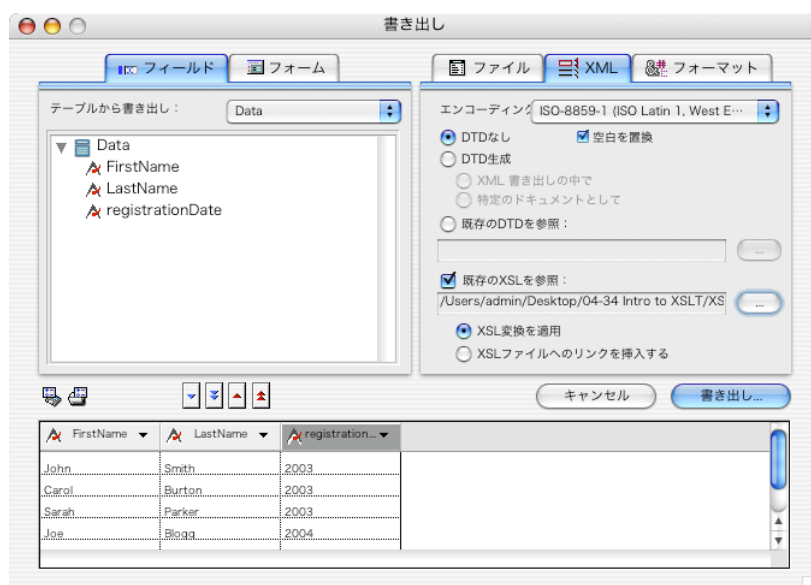 書き出し
フィールド
フォーム
テーブルから書き出し：
Data
Data
FirstName
LastName
registrationDate
ファイル
XML
フォーマット
エンコーディング
ISO-8859-1 (ISO Latin 1, West E…
DTDなし
空白を置換
DTD生成
XML 書き出しの中で
特定のドキュメントとして
既存のDTDを参照：
...
既存のXSLを参照：
/Users/admin/Desktop/04-34 Intro to XSLT/XS
...
XSL変換を適用
XSLファイルへのリンクを挿入する
キャンセル
書き出し...
FirstName LastName registration...
John Smith 2003
Carol Burton 2003
Sarah Parker 2003
Joe Blogg 2004